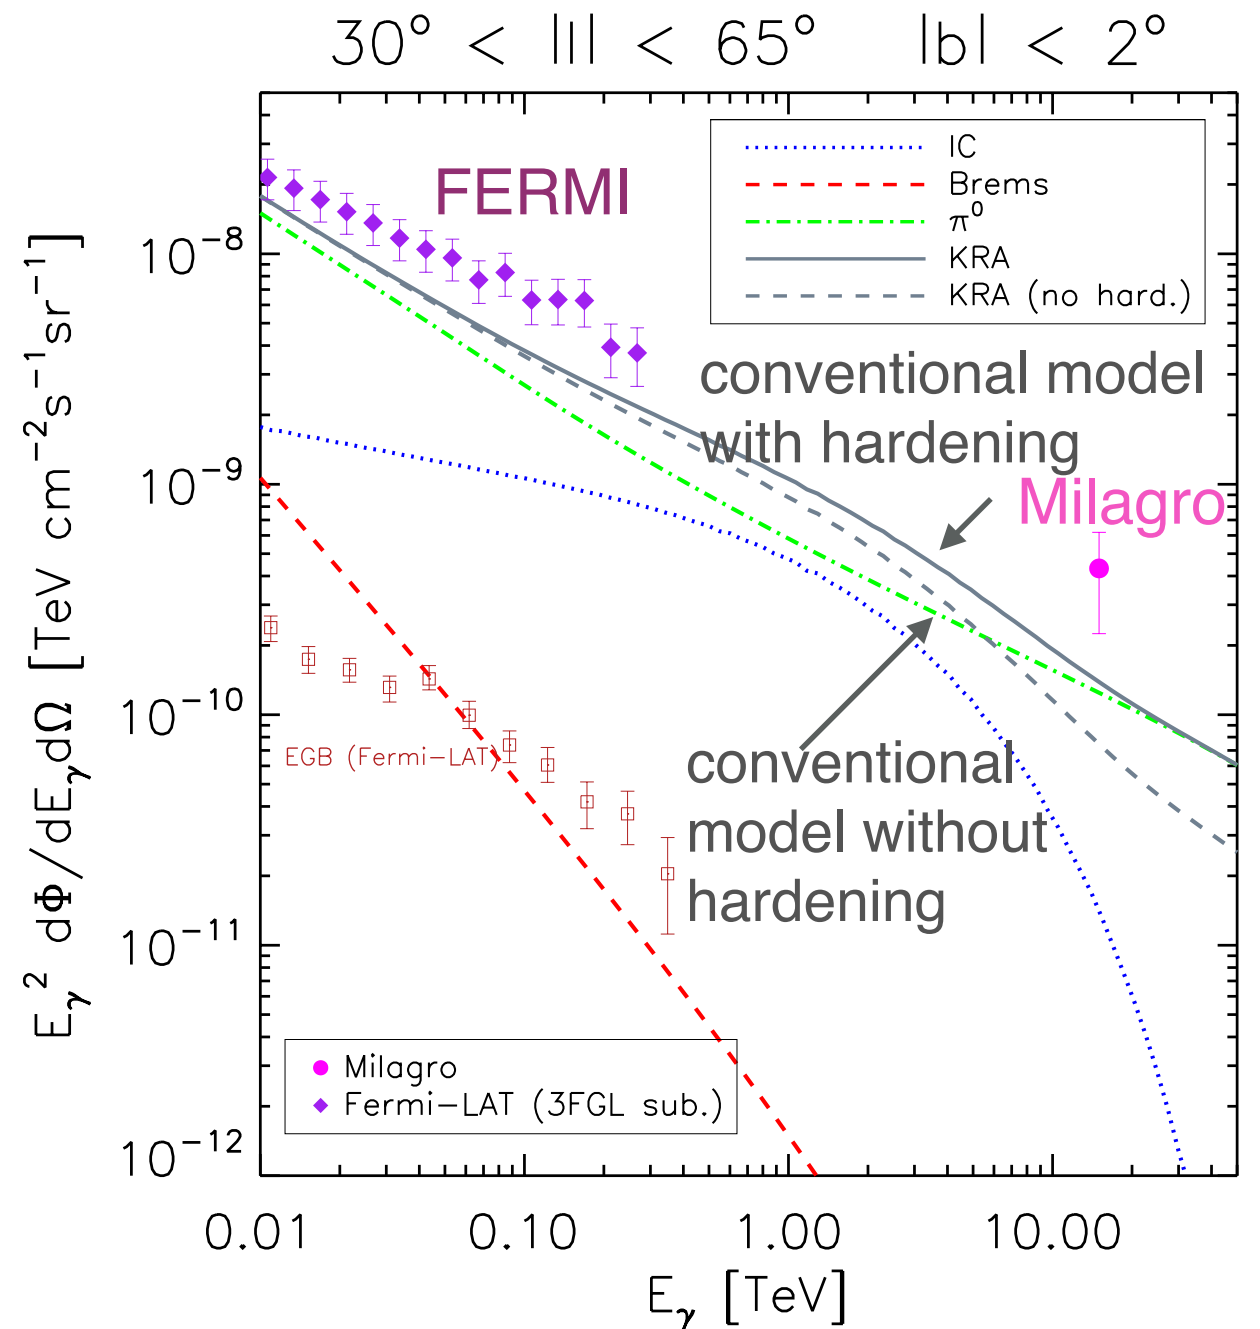 30° < |l| < 65° |b| < 2°
IC
Brems
π⁰
KRA
KRA (no hard.)
FERMI
10⁻⁸
conventional model
with hardening
10⁻⁹
Milagro
10⁻¹⁰
EGB (Fermi-LAT)
conventional
model without
hardening
10⁻¹¹
Milagro
Fermi-LAT (3FGL sub.)
10⁻¹²
0.01 0.10 1.00 10.00
E_γ [TeV]
E_γ² dΦ/dE_γdΩ [TeV cm⁻²s⁻¹sr⁻¹]